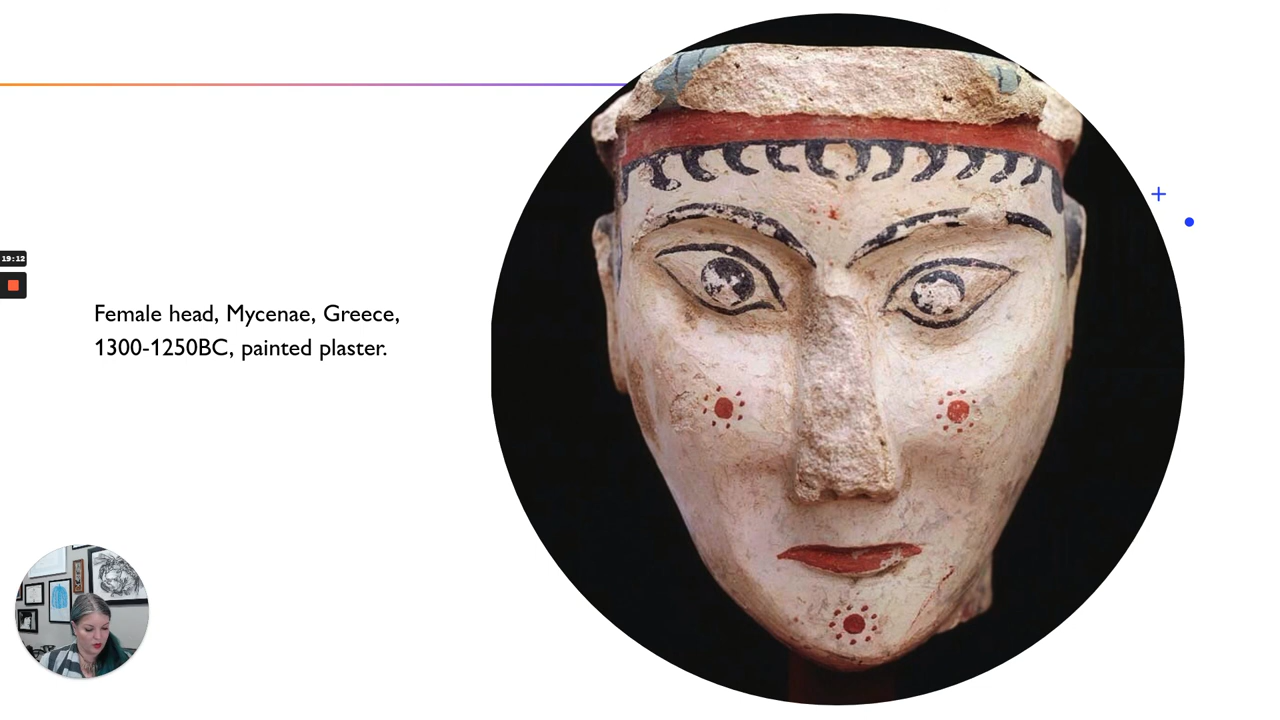 19:12
Female head, Mycenae, Greece,
1300-1250BC, painted plaster.